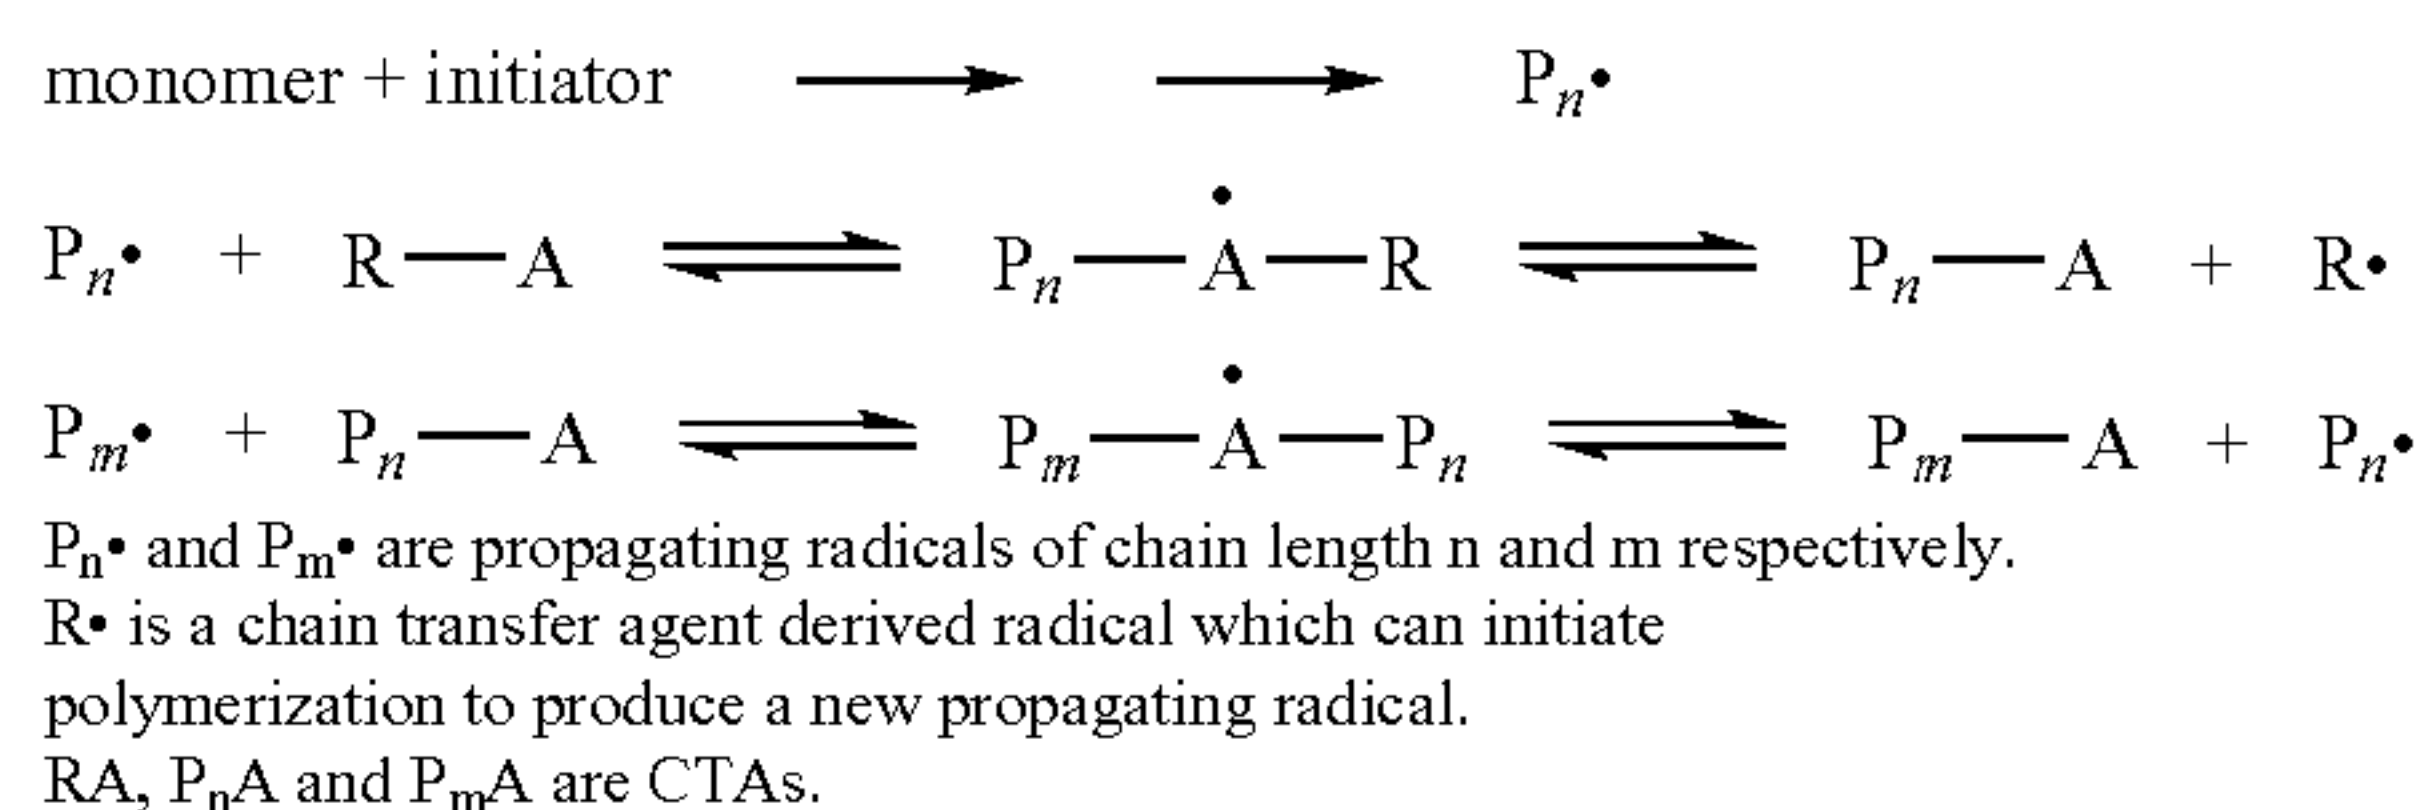 monomer + initiator → → Pn•
Pn• + R—A ⇌ Pn—Ȧ—R ⇌ Pn—A + R•
Pm• + Pn—A ⇌ Pm—Ȧ—Pn ⇌ Pm—A + Pn•
Pn• and Pm• are propagating radicals of chain length n and m respectively.
R• is a chain transfer agent derived radical which can initiate
polymerization to produce a new propagating radical.
RA, PnA and PmA are CTAs.